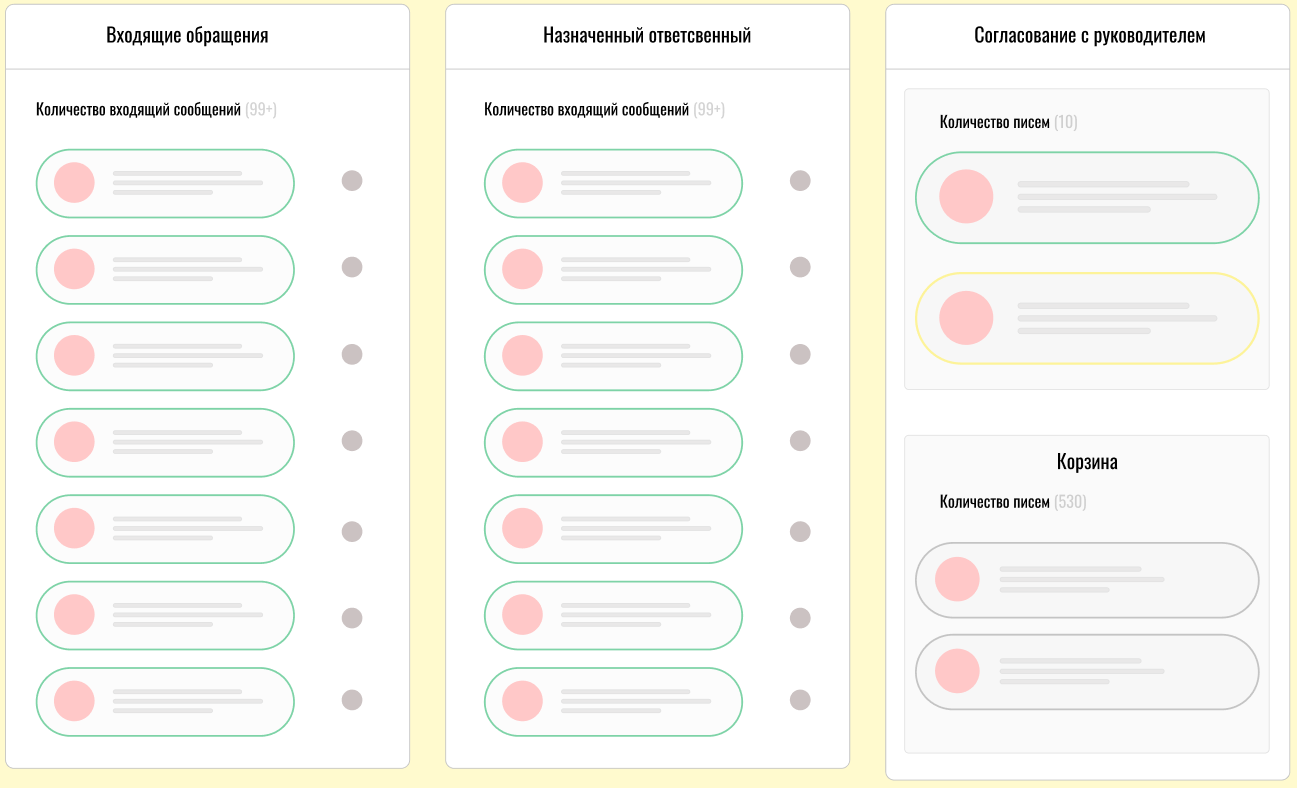 Входящие обращения
Количество входящий сообщений (99+)
Назначенный ответсвенный
Количество входящий сообщений (99+)
Согласование с руководителем
Количество писем (10)
Корзина
Количество писем (530)